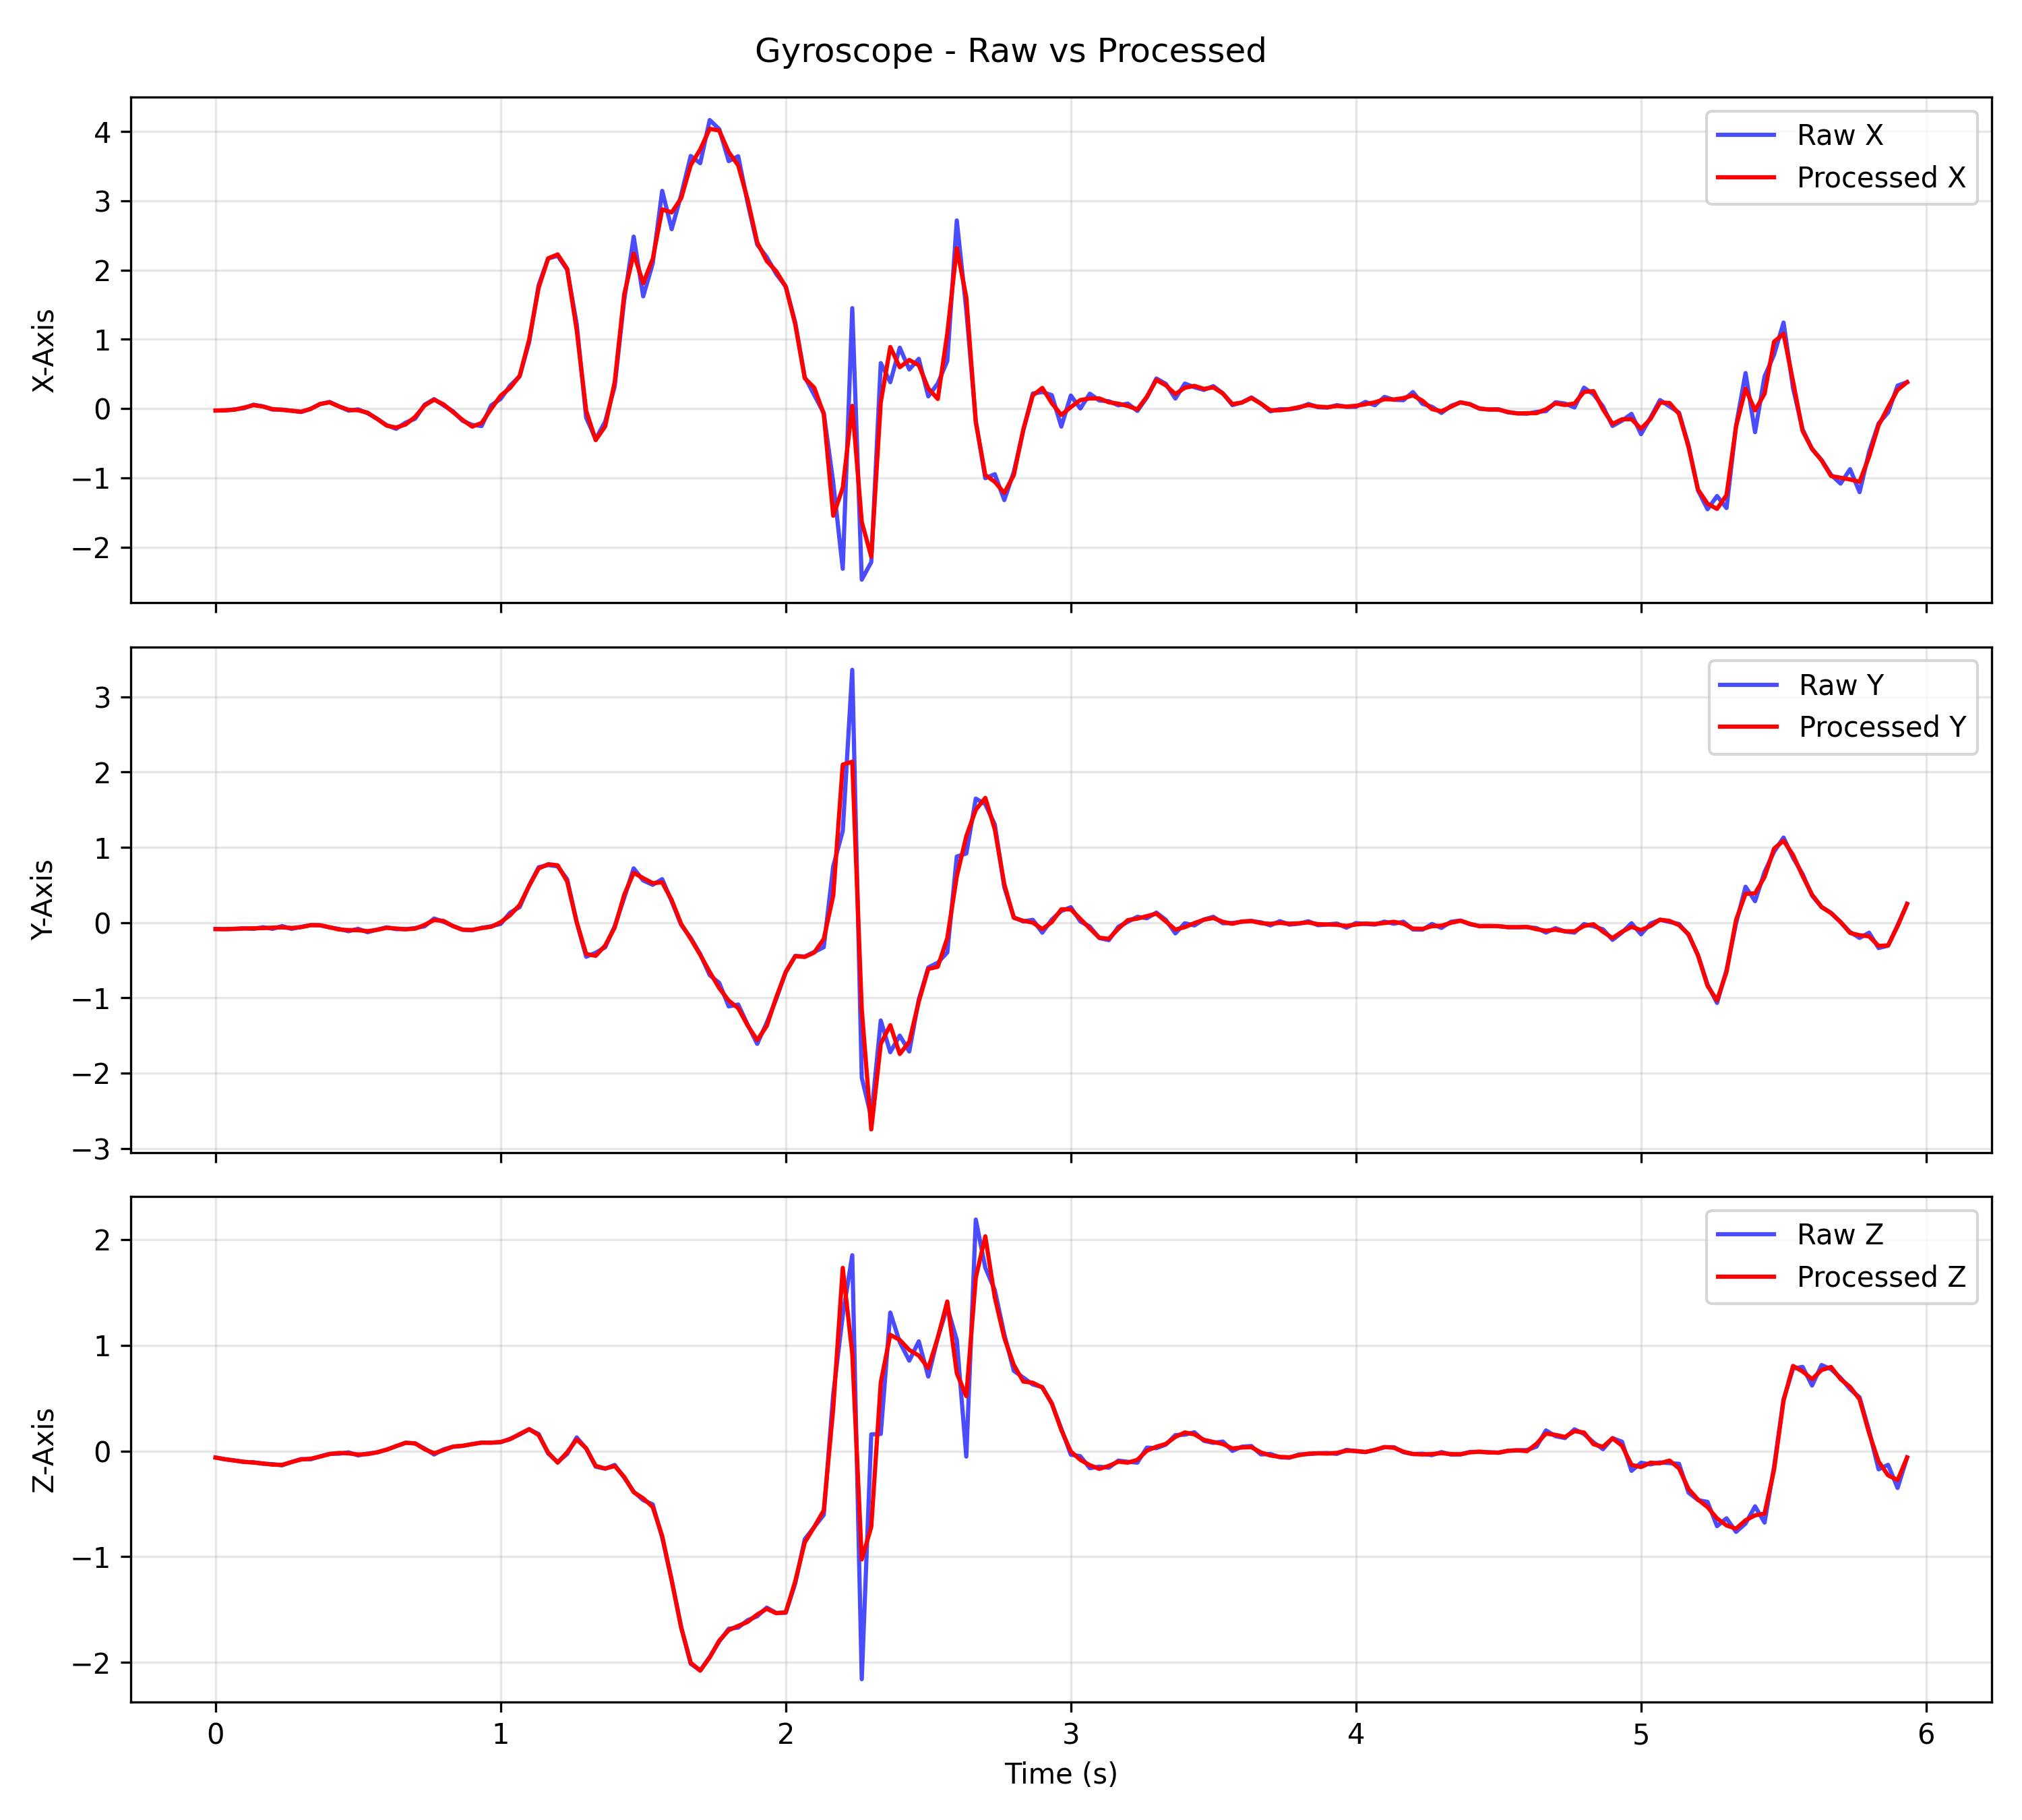 Gyroscope - Raw vs Processed
4
3
2
1
0
−1
−2
X-Axis
Raw X
Processed X
3
2
1
0
−1
−2
−3
Y-Axis
Raw Y
Processed Y
2
1
0
−1
−2
Z-Axis
Raw Z
Processed Z
0 1 2 3 4 5 6
Time (s)